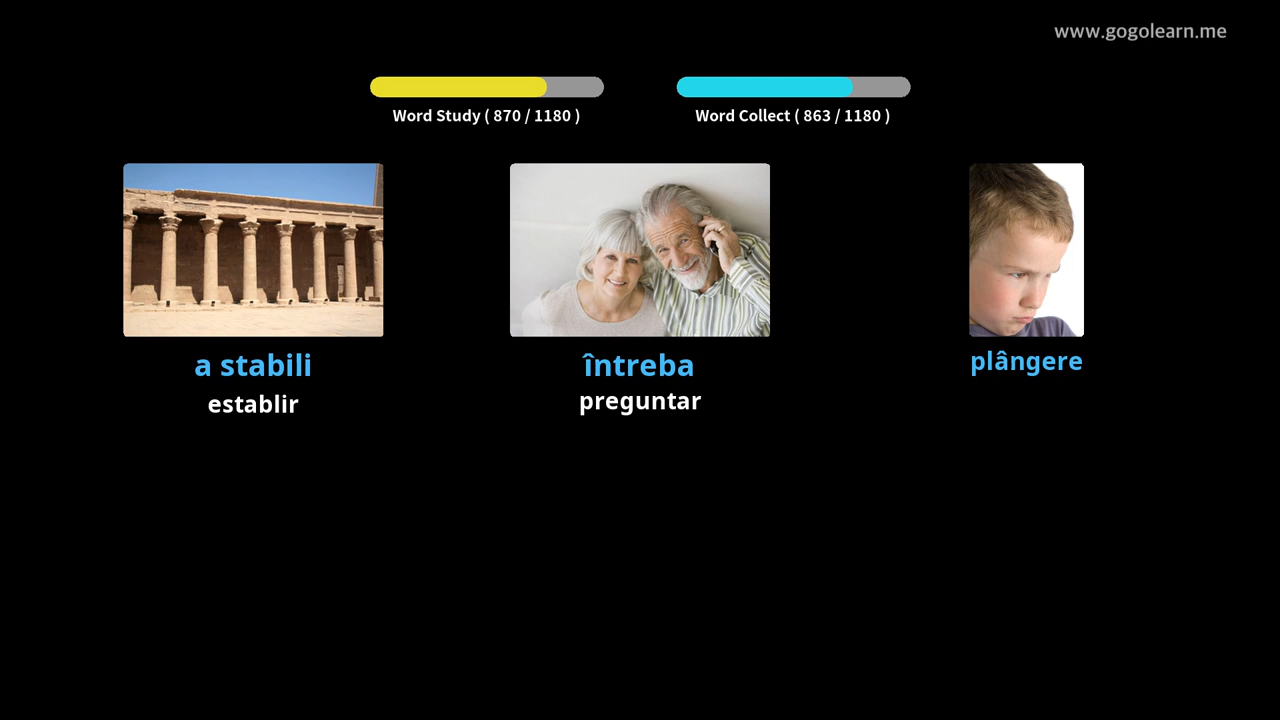 www.gogolearn.me
Word Study ( 870 / 1180 )
Word Collect ( 863 / 1180 )
a stabili
establir
întreba
preguntar
plângere